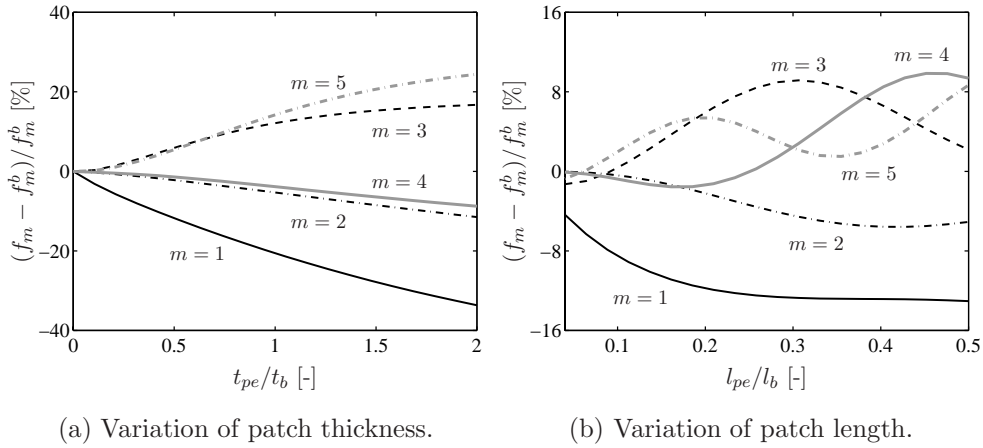 40
20
0
−20
−40
(f_m − f_m^b)/f_m^b [%]
m = 5
m = 3
m = 4
m = 2
m = 1
0
0.5
1
1.5
2
t_pe/t_b [-]
(a) Variation of patch thickness.
16
8
0
−8
−16
(f_m − f_m^b)/f_m^b [%]
m = 4
m = 3
m = 5
m = 2
m = 1
0.1
0.2
0.3
0.4
0.5
l_pe/l_b [-]
(b) Variation of patch length.